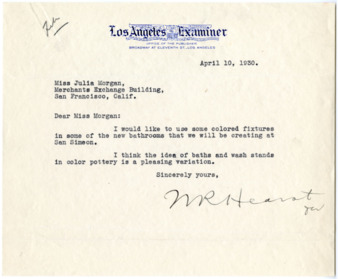 Los Angeles Examiner
OFFICE OF THE PUBLISHER
BROADWAY AT ELEVENTH ST., LOS ANGELES
April 10, 1930.
Miss Julia Morgan,
Merchants Exchange Building,
San Francisco, Calif.
Dear Miss Morgan:
I would like to use some colored fixtures
in some of the new bathrooms that we will be creating at
San Simeon.
I think the idea of baths and wash stands
in color pottery is a pleasing variation.
Sincerely yours,
W R Hearst